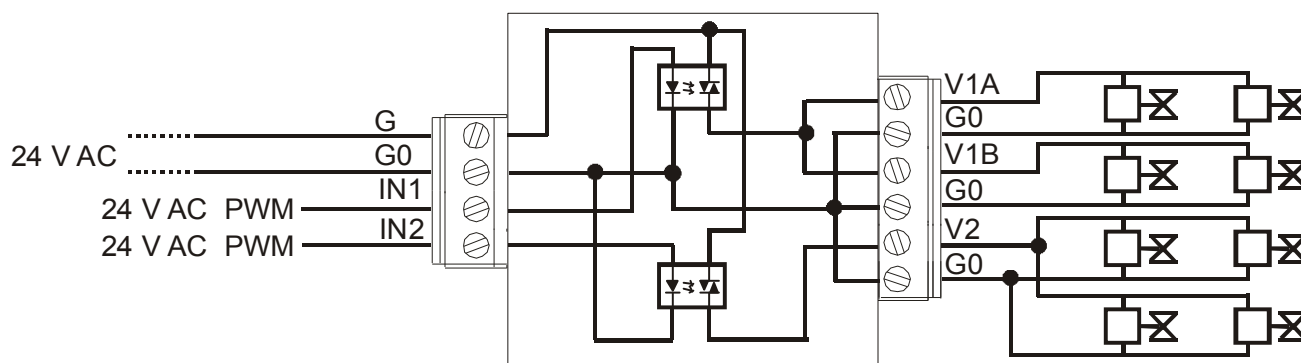 24 V AC
G
G0
IN1
24 V AC PWM
IN2
24 V AC PWM
V1A
G0
V1B
G0
V2
G0